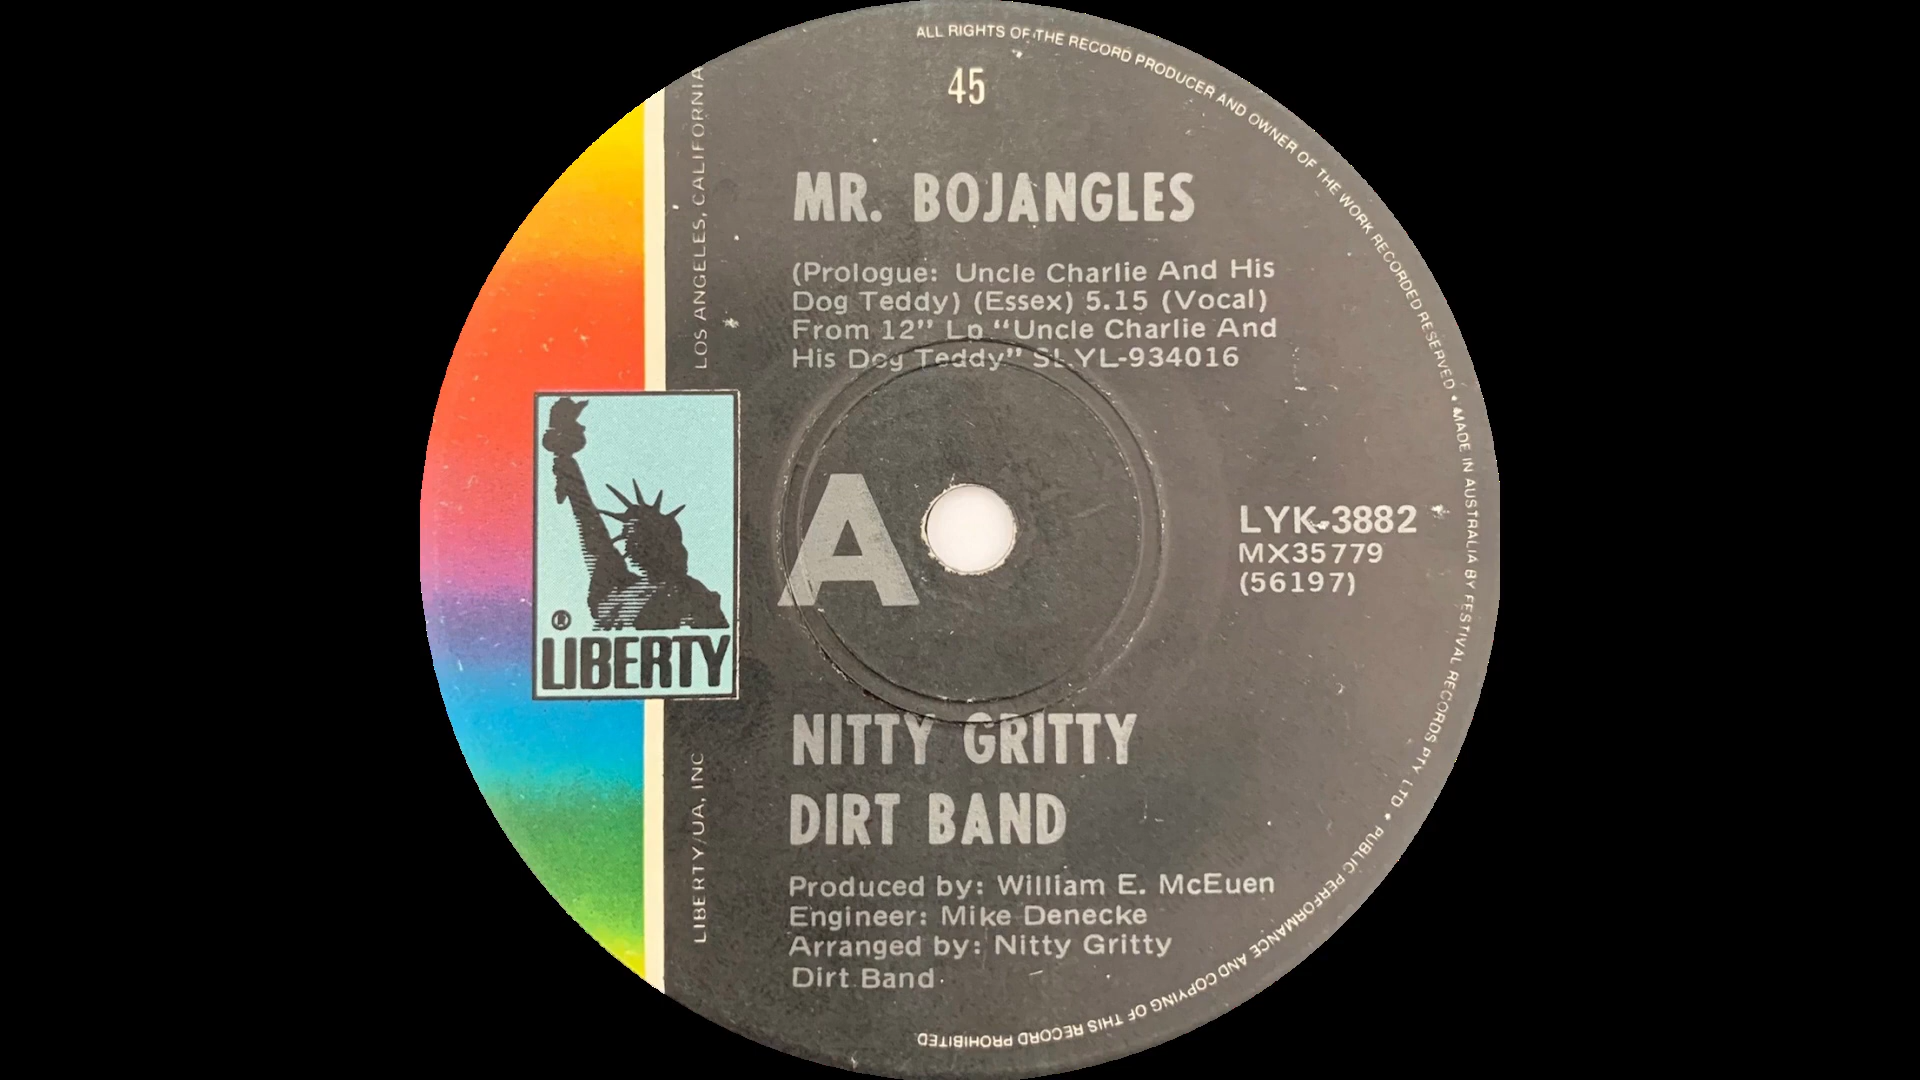 ALL RIGHTS OF THE RECORD PRODUCER AND OWNER OF THE WORK RECORDED RESERVED • MADE IN AUSTRALIA BY FESTIVAL RECORDS PTY. LTD • PUBLIC PERFORMANCE AND COPYING OF THIS RECORD PROHIBITED
45
LOS ANGELES, CALIFORNIA
MR. BOJANGLES
(Prologue: Uncle Charlie And His
Dog Teddy) (Essex) 5.15 (Vocal)
From 12" Lp "Uncle Charlie And
His Dog Teddy" SLYL-934016
A
LYK-3882
MX35779
(56197)
®
LIBERTY
LIBERTY/UA, INC
NITTY GRITTY
DIRT BAND
Produced by: William E. McEuen
Engineer: Mike Denecke
Arranged by: Nitty Gritty
Dirt Band